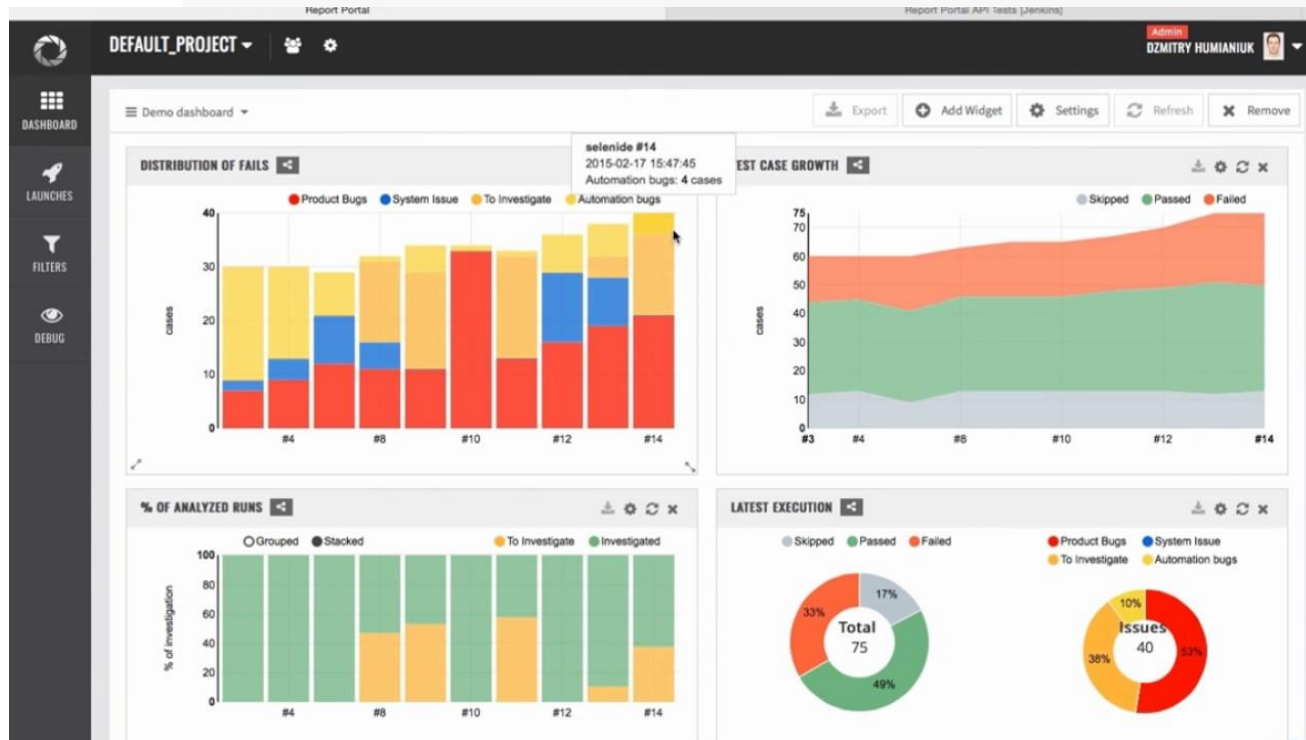 Report Portal
Report Portal API Tests [Jenkins]
DEFAULT_PROJECT
Admin
DZMITRY HUMIANIUK
DASHBOARD
LAUNCHES
FILTERS
DEBUG
Demo dashboard
Export
Add Widget
Settings
Refresh
Remove
DISTRIBUTION OF FAILS
selenide #14
2015-02-17 15:47:45
Automation bugs: 4 cases
Product Bugs
System Issue
To Investigate
Automation bugs
cases
40
30
20
10
0
#4
#8
#10
#12
#14
EST CASE GROWTH
Skipped
Passed
Failed
cases
75
70
60
50
40
30
20
10
0
#3
#4
#8
#10
#12
#14
% OF ANALYZED RUNS
Grouped
Stacked
To Investigate
Investigated
% of investigation
100
80
60
40
20
0
#4
#8
#10
#12
#14
LATEST EXECUTION
Skipped
Passed
Failed
17%
33%
Total
75
49%
Product Bugs
System Issue
To Investigate
Automation bugs
10%
Issues
40
53%
38%